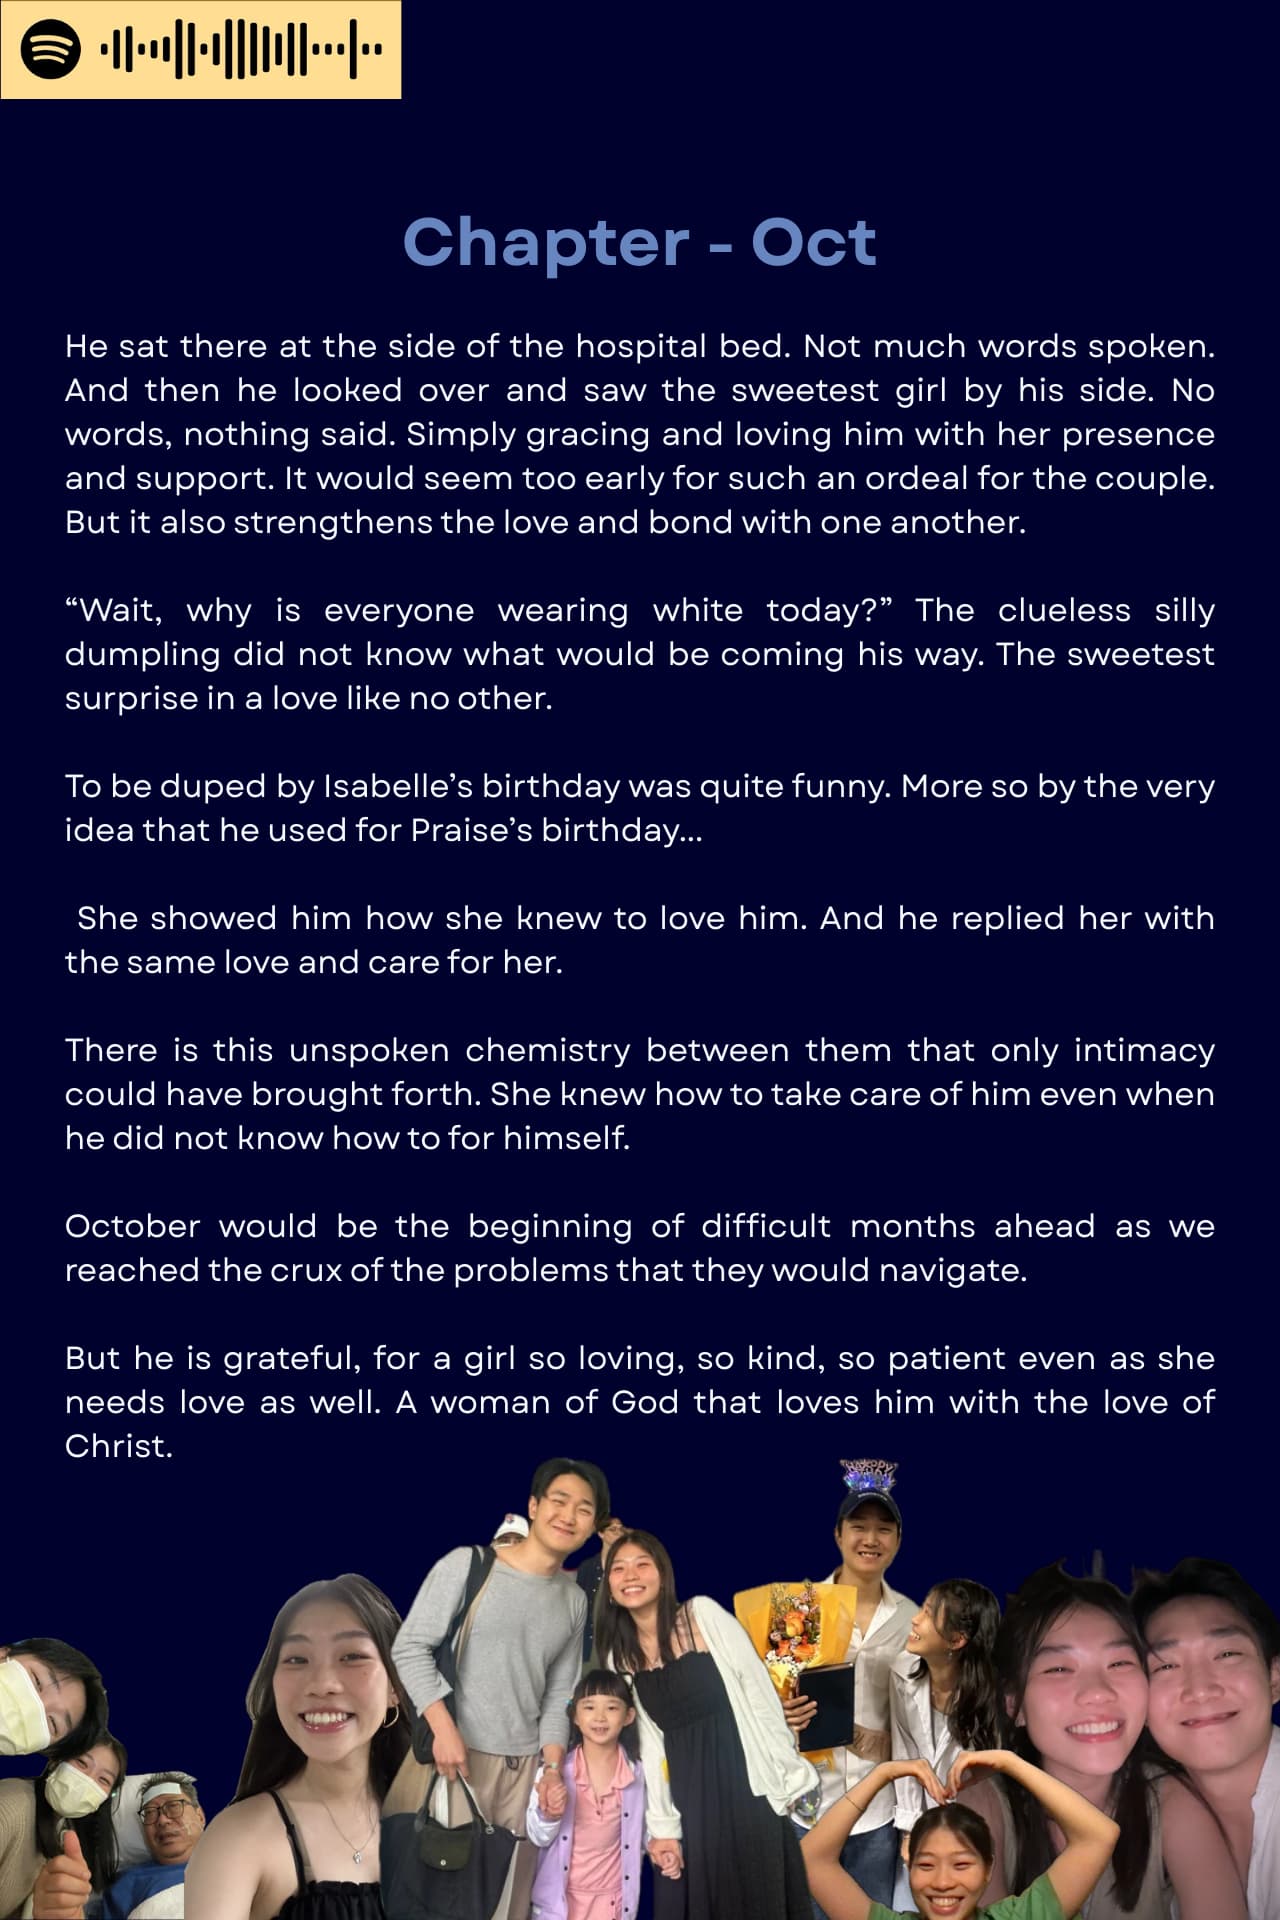 Chapter - Oct
He sat there at the side of the hospital bed. Not much words spoken.
And then he looked over and saw the sweetest girl by his side. No
words, nothing said. Simply gracing and loving him with her presence
and support. It would seem too early for such an ordeal for the couple.
But it also strengthens the love and bond with one another.
“Wait, why is everyone wearing white today?” The clueless silly
dumpling did not know what would be coming his way. The sweetest
surprise in a love like no other.
To be duped by Isabelle’s birthday was quite funny. More so by the very
idea that he used for Praise’s birthday...
She showed him how she knew to love him. And he replied her with
the same love and care for her.
There is this unspoken chemistry between them that only intimacy
could have brought forth. She knew how to take care of him even when
he did not know how to for himself.
October would be the beginning of difficult months ahead as we
reached the crux of the problems that they would navigate.
But he is grateful, for a girl so loving, so kind, so patient even as she
needs love as well. A woman of God that loves him with the love of
Christ.